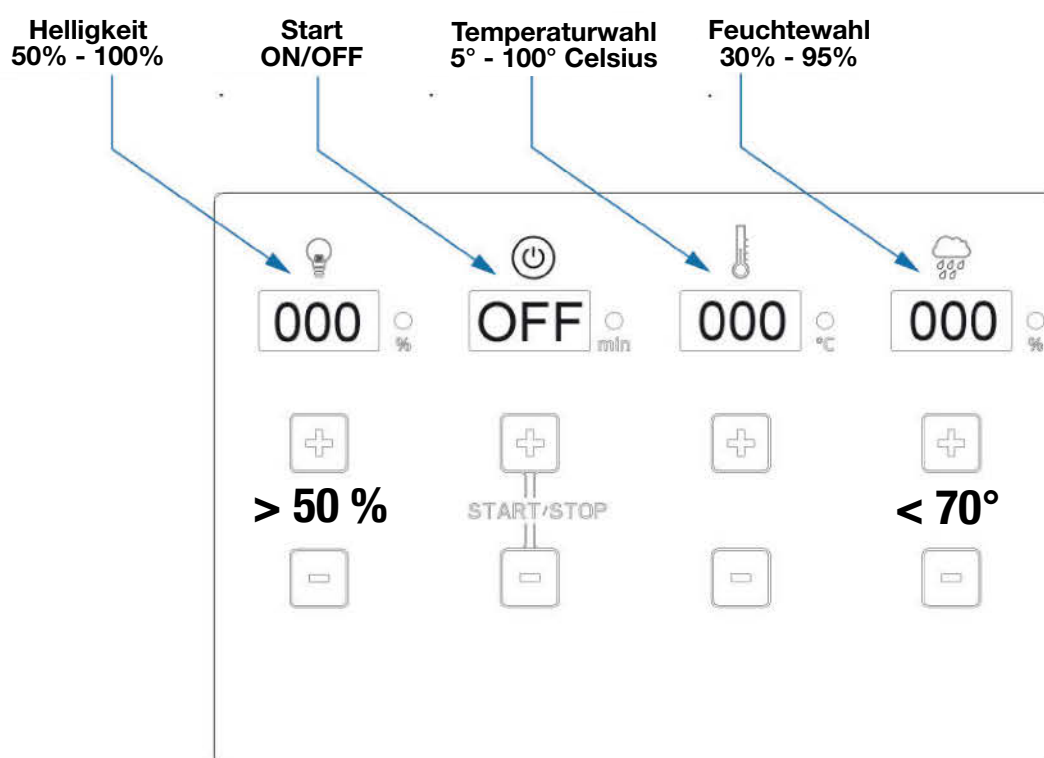 Helligkeit
50% - 100%
Start
ON/OFF
Temperaturwahl
5° - 100° Celsius
Feuchtewahl
30% - 95%
000
%
OFF
min
000
°C
000
%
> 50 %
START/STOP
< 70°